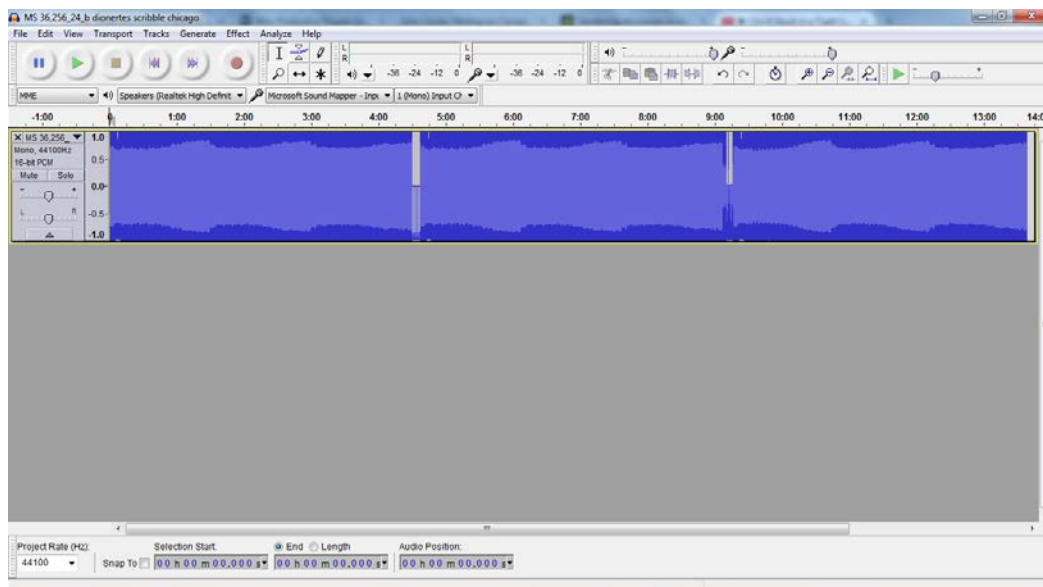 MS 36,256_24_b dionertes scribble chicago
File Edit View Transport Tracks Generate Effect Analyze Help
L
R
-36 -24 -12 0
L
R
-36 -24 -12 0
MME
Speakers (Realtek High Definit
Microsoft Sound Mapper - Inpu
1 (Mono) Input Ch
-1:00 0 1:00 2:00 3:00 4:00 5:00 6:00 7:00 8:00 9:00 10:00 11:00 12:00 13:00 14:0
MS 36,256_
Mono, 44100Hz
16-bit PCM
Mute Solo
- +
L R
1.0
0.5
0.0
-0.5
-1.0
Project Rate (Hz):
44100
Snap To
Selection Start:
00 h 00 m 00.000 s
End Length
00 h 00 m 00.000 s
Audio Position:
00 h 00 m 00.000 s